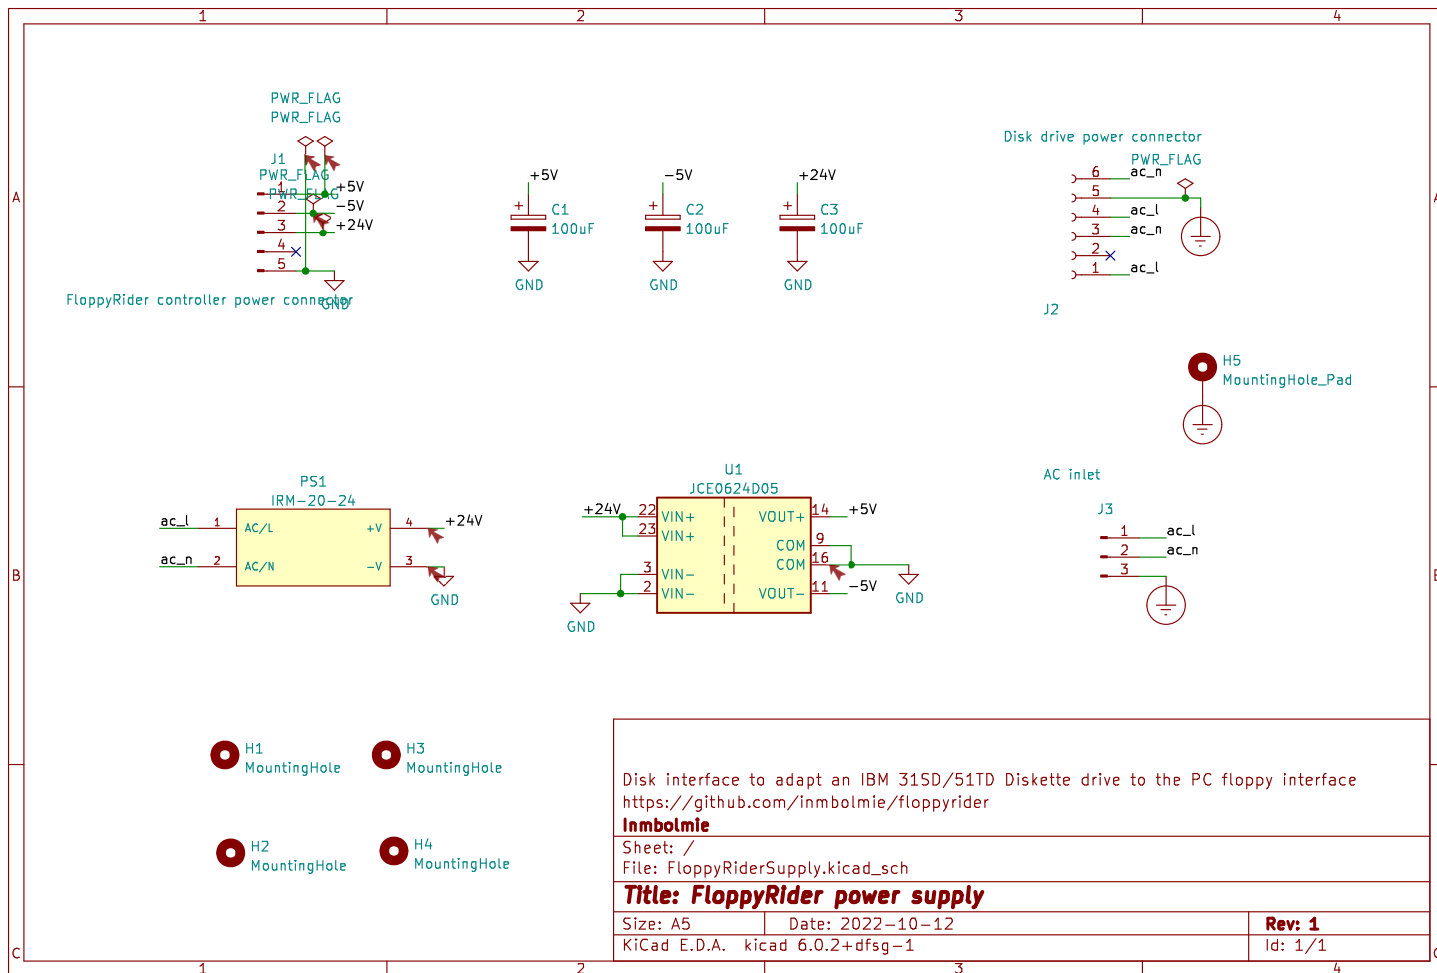 1 2 3 4
PWR_FLAG
PWR_FLAG
J1
PWR_FLAG
PWR_FLAG
1 +5V
2 -5V
3 +24V
4
5
GND
FloppyRider controller power connector
+5V
+ C1
100uF
GND
-5V
+ C2
100uF
GND
+24V
+ C3
100uF
GND
Disk drive power connector
PWR_FLAG
6 ac_n
5
4 ac_l
3 ac_n
2
1 ac_l
J2
A
H5
MountingHole_Pad
PS1
IRM-20-24
ac_l 1 AC/L +V 4 +24V
ac_n 2 AC/N -V 3
GND
U1
JCE0624D05
+24V 22 VIN+ VOUT+ 14 +5V
23 VIN+ COM 9
COM 16
3 VIN-
2 VIN- VOUT- 11 -5V
GND
GND
AC inlet
J3
1 ac_l
2 ac_n
3
B
H1
MountingHole
H3
MountingHole
H2
MountingHole
H4
MountingHole
Disk interface to adapt an IBM 31SD/51TD Diskette drive to the PC floppy interface
https://github.com/inmbolmie/floppyrider
Inmbolmie
Sheet: /
File: FloppyRiderSupply.kicad_sch
Title: FloppyRider power supply
Size: A5 Date: 2022-10-12 Rev: 1
KiCad E.D.A. kicad 6.0.2+dfsg-1 Id: 1/1
C
1 2 3 4